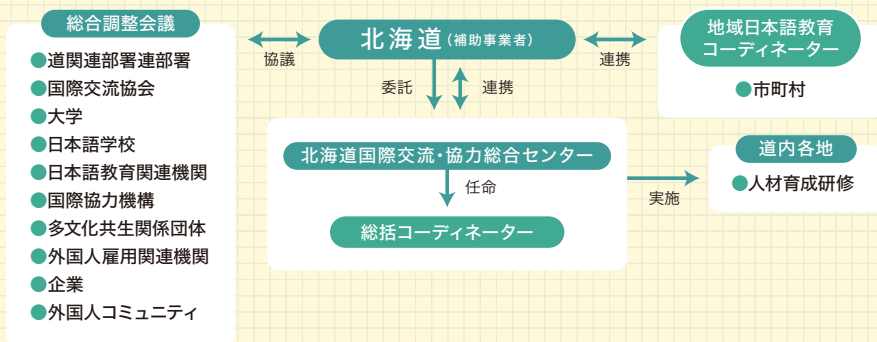 総合調整会議
●道関連部署連部署
●国際交流協会
●大学
●日本語学校
●日本語教育関連機関
●国際協力機構
●多文化共生関係団体
●外国人雇用関連機関
●企業
●外国人コミュニティ
協議
北海道(補助事業者)
連携
委託
連携
北海道国際交流・協力総合センター
任命
総括コーディネーター
実施
地域日本語教育
コーディネーター
●市町村
道内各地
●人材育成研修